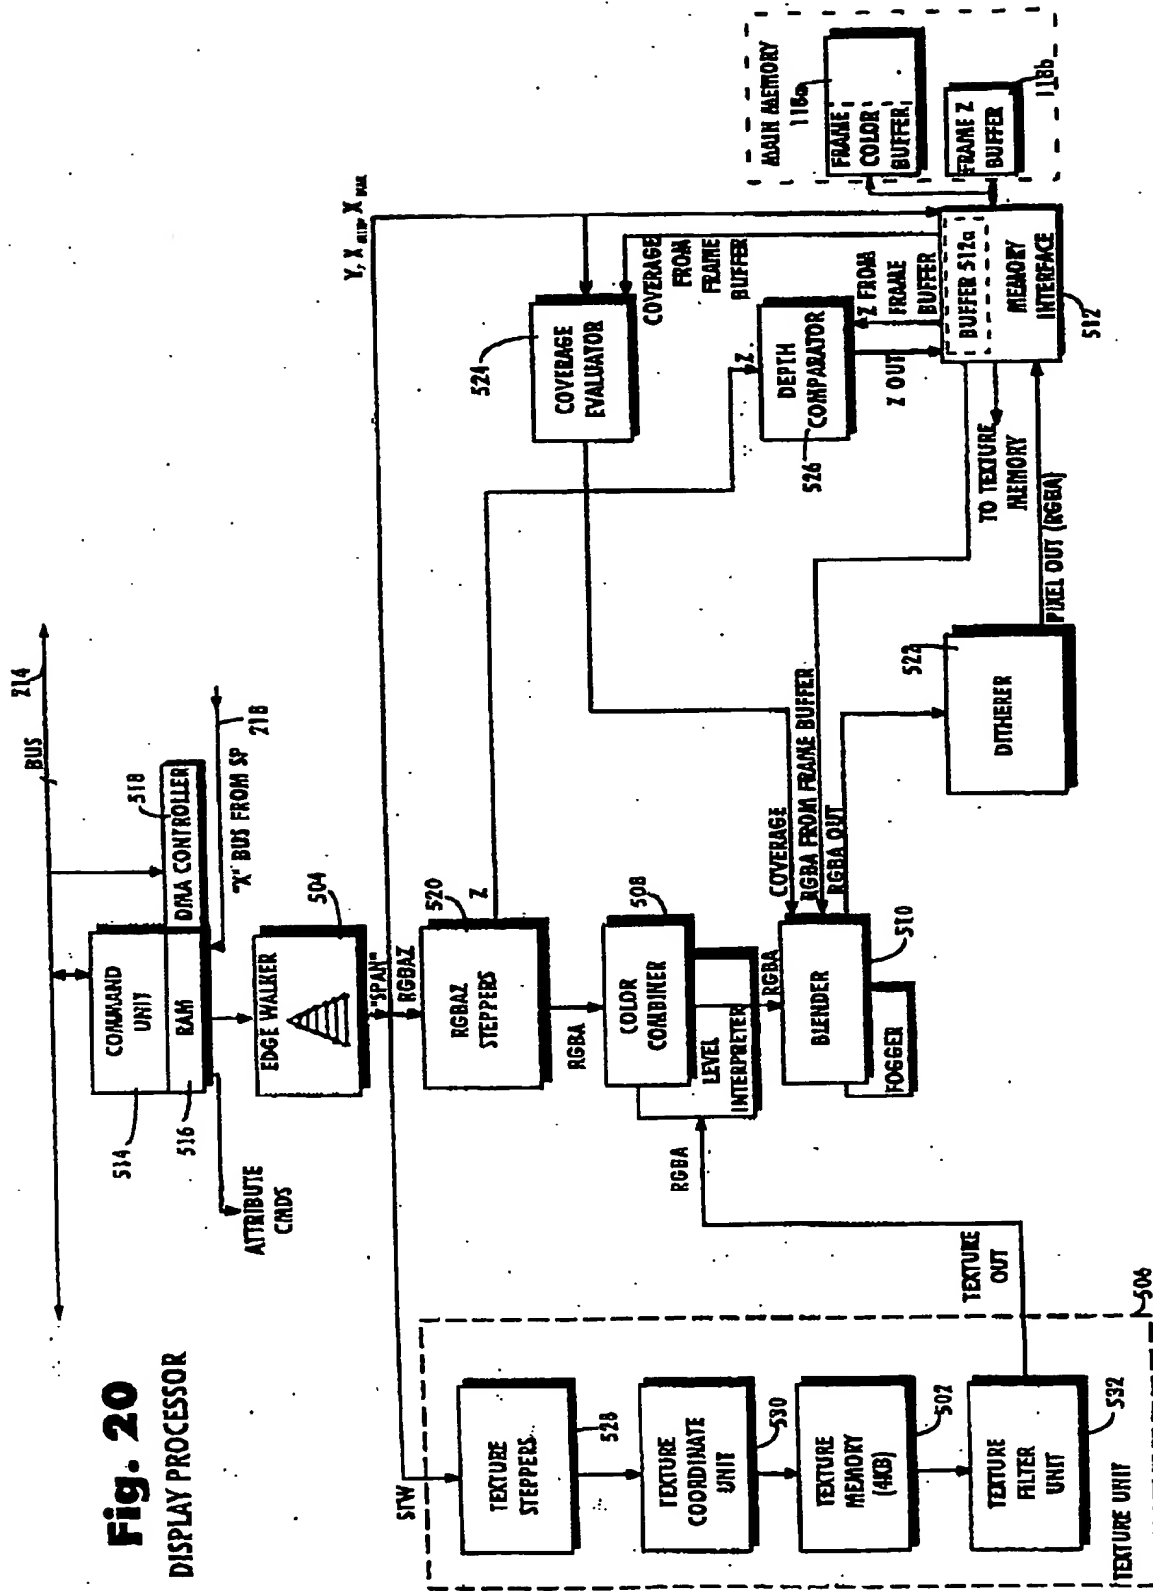 Fig. 20
DISPLAY PROCESSOR
BUS
214
COMMAND
UNIT
RAM
DMA CONTROLLER
518
514
516
"X" BUS FROM SP
218
ATTRIBUTE
CMDS
EDGE WALKER
504
"SPAN"
STW
RGBAZ
Y, X MIN, X MAX
TEXTURE
STEPPERS
528
TEXTURE
COORDINATE
UNIT
530
TEXTURE
MEMORY
(4KB)
502
TEXTURE
FILTER
UNIT
532
TEXTURE UNIT
506
TEXTURE
OUT
RGBA
RGBAZ
STEPPERS
520
Z
RGBA
COLOR
COMBINER
508
LEVEL
INTERPRETER
RGBA
BLENDER
510
FOGGER
COVERAGE
RGBA FROM FRAME BUFFER
RGBA OUT
DITHERER
522
PIXEL OUT (RGBA)
COVERAGE
EVALUATOR
524
COVERAGE
FROM
FRAME
BUFFER
Z
DEPTH
COMPARATOR
526
Z FROM
FRAME
BUFFER
Z OUT
TO TEXTURE
MEMORY
BUFFER 512a
MEMORY
INTERFACE
512
MAIN MEMORY
118a
FRAME
COLOR
BUFFER
FRAME Z
BUFFER
118b